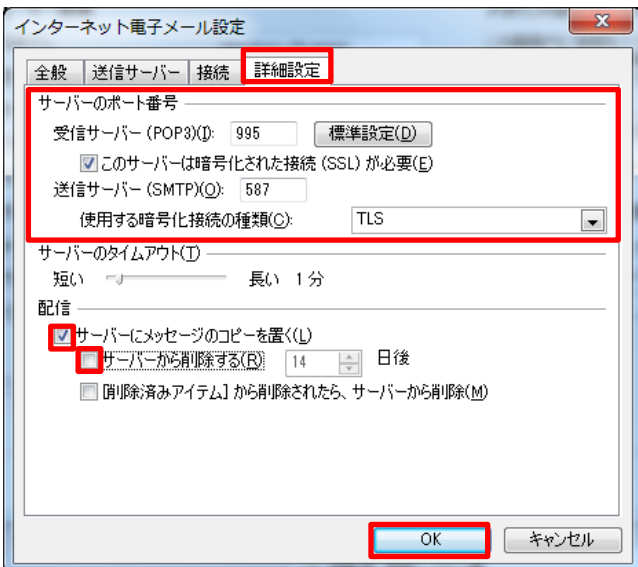 インターネット電子メール設定
全般 送信サーバー 接続 詳細設定
サーバーのポート番号
受信サーバー (POP3)(I): 995 標準設定(D)
このサーバーは暗号化された接続 (SSL) が必要(E)
送信サーバー (SMTP)(O): 587
使用する暗号化接続の種類(C): TLS
サーバーのタイムアウト(T)
短い 長い 1 分
配信
サーバーにメッセージのコピーを置く(L)
サーバーから削除する(R) 14 日後
[削除済みアイテム] から削除されたら、サーバーから削除(M)
OK キャンセル